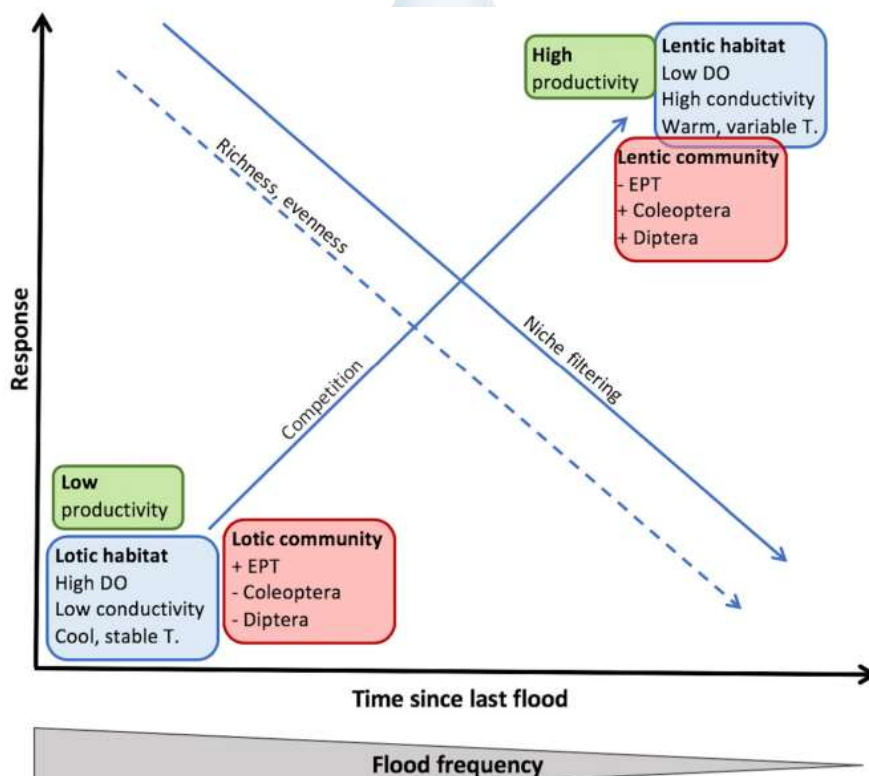 High
productivity
Lentic habitat
Low DO
High conductivity
Warm, variable T.
Lentic community
- EPT
+ Coleoptera
+ Diptera
Richness, evenness
Niche filtering
Competition
Response
Low
productivity
Lotic habitat
High DO
Low conductivity
Cool, stable T.
Lotic community
+ EPT
- Coleoptera
- Diptera
Time since last flood
Flood frequency